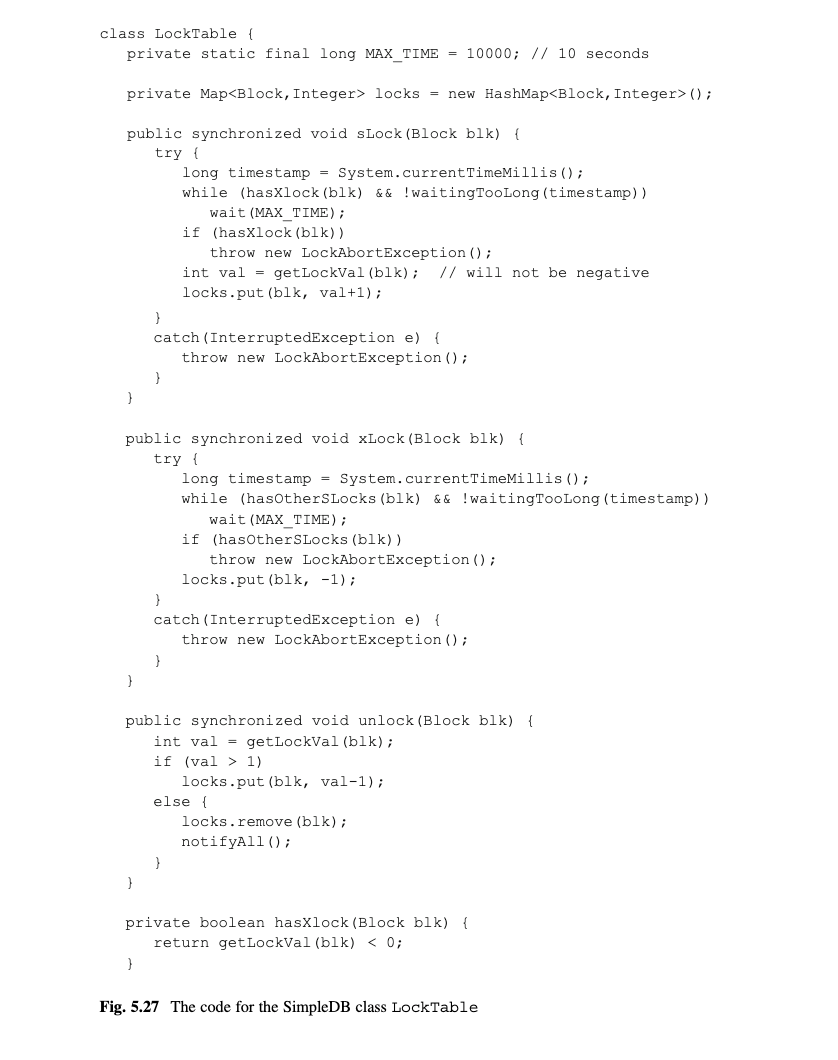 class LockTable {
   private static final long MAX_TIME = 10000; // 10 seconds

   private Map<Block,Integer> locks = new HashMap<Block,Integer>();

   public synchronized void sLock(Block blk) {
      try {
         long timestamp = System.currentTimeMillis();
         while (hasXlock(blk) && !waitingTooLong(timestamp))
            wait(MAX_TIME);
         if (hasXlock(blk))
            throw new LockAbortException();
         int val = getLockVal(blk);  // will not be negative
         locks.put(blk, val+1);
      }
      catch(InterruptedException e) {
         throw new LockAbortException();
      }
   }

   public synchronized void xLock(Block blk) {
      try {
         long timestamp = System.currentTimeMillis();
         while (hasOtherSLocks(blk) && !waitingTooLong(timestamp))
            wait(MAX_TIME);
         if (hasOtherSLocks(blk))
            throw new LockAbortException();
         locks.put(blk, -1);
      }
      catch(InterruptedException e) {
         throw new LockAbortException();
      }
   }

   public synchronized void unlock(Block blk) {
      int val = getLockVal(blk);
      if (val > 1)
         locks.put(blk, val-1);
      else {
         locks.remove(blk);
         notifyAll();
      }
   }

   private boolean hasXlock(Block blk) {
      return getLockVal(blk) < 0;
   }

Fig. 5.27 The code for the SimpleDB class LockTable